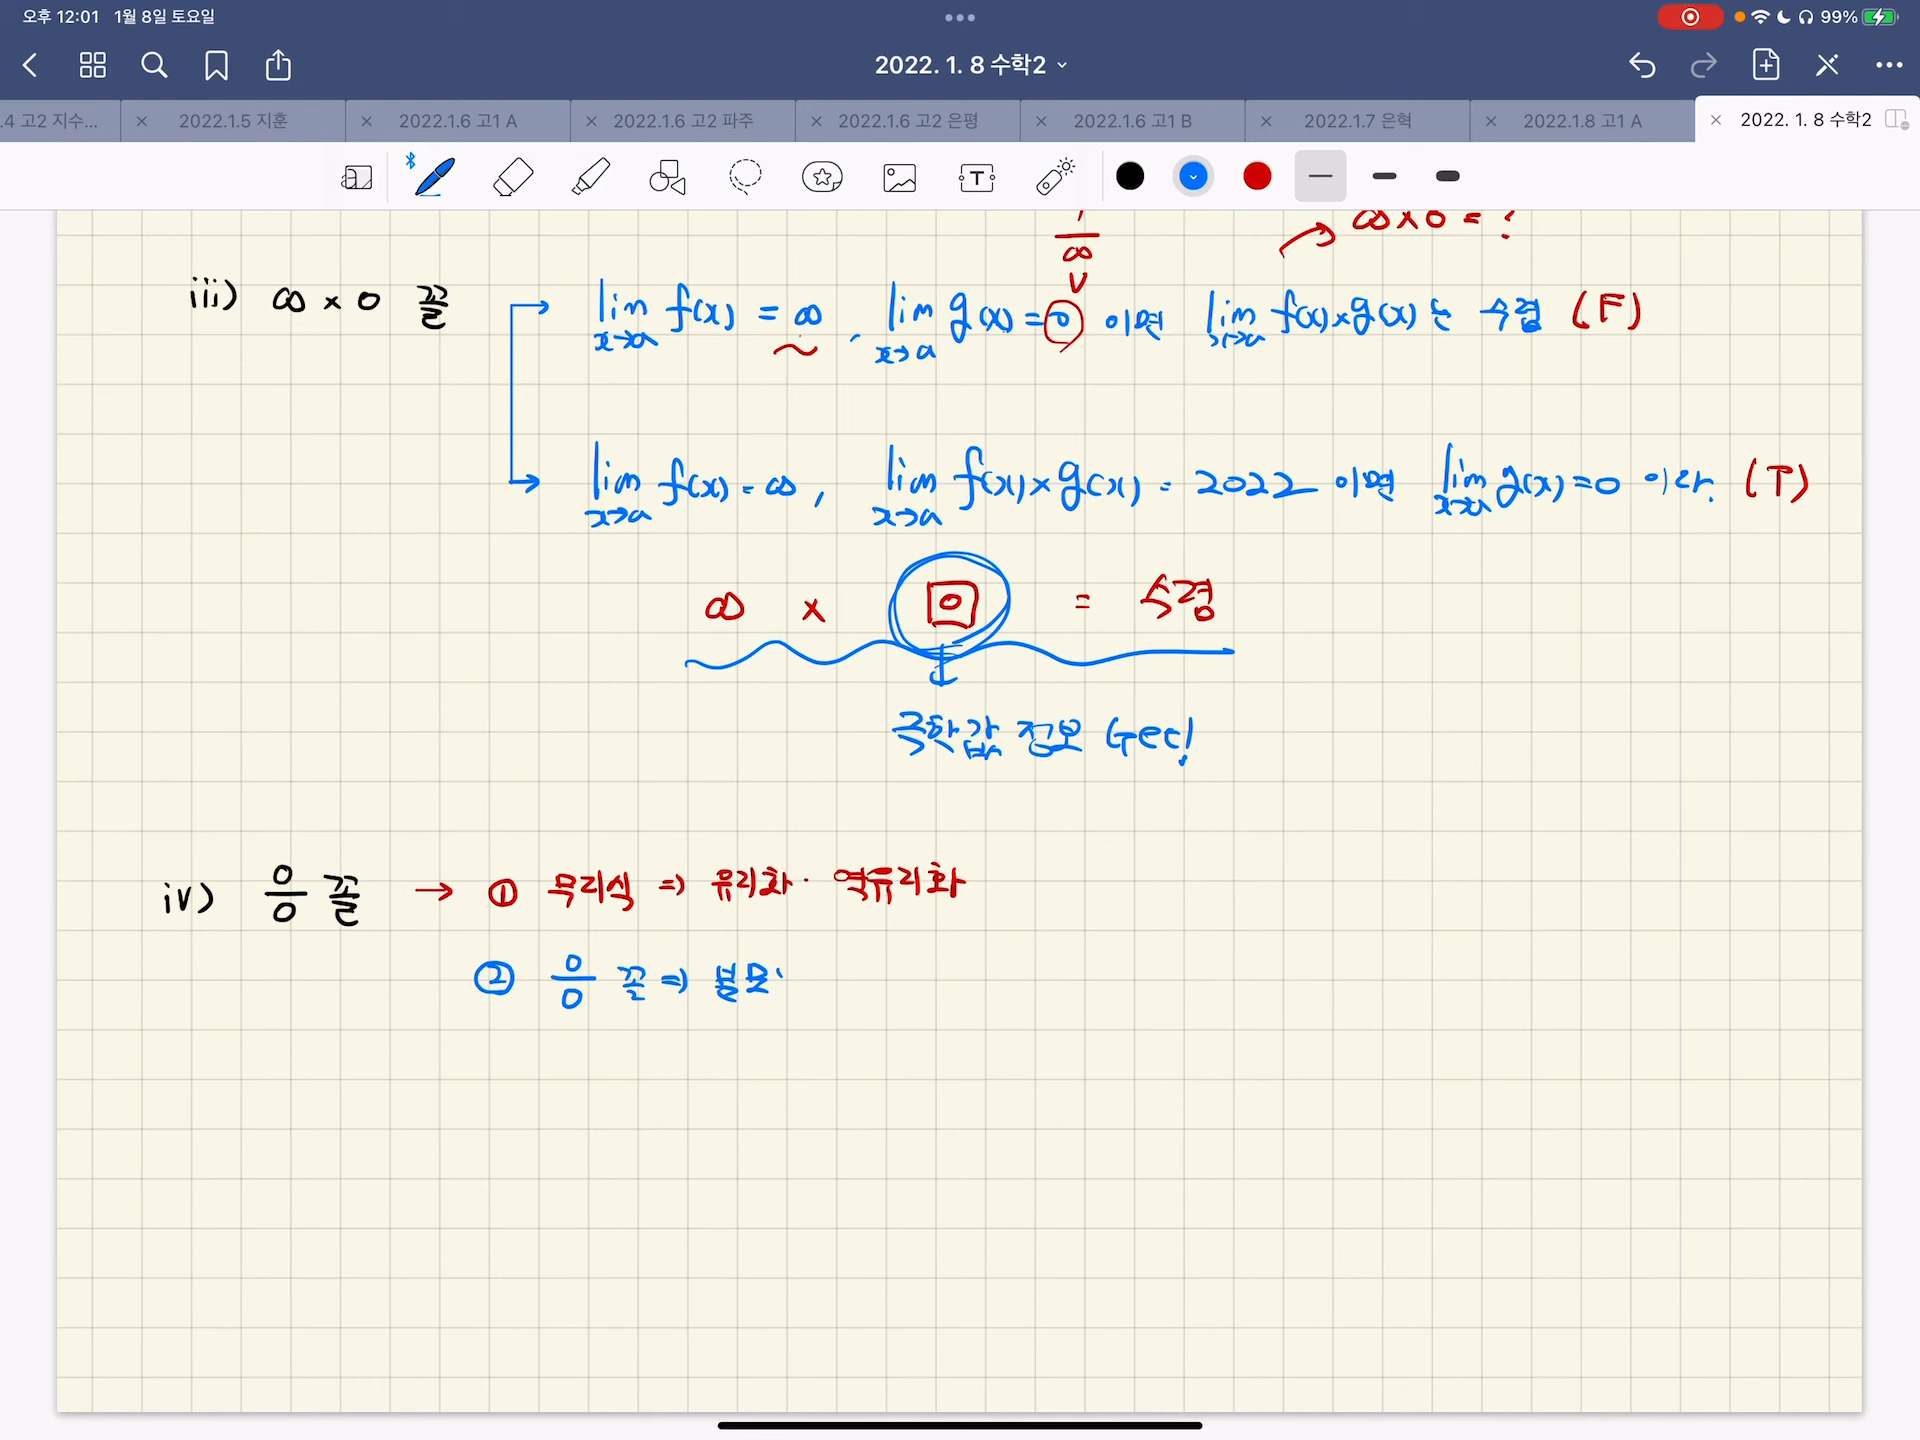 오후 12:01 1월 8일 토요일
99%
2022. 1. 8 수학2
.4 고2 지수... × 2022.1.5 지훈 × 2022.1.6 고1 A × 2022.1.6 고2 파주 × 2022.1.6 고2 은평 × 2022.1.6 고1 B × 2022.1.7 은혁 × 2022.1.8 고1 A × 2022. 1. 8 수학2
1/∞ ∞×0 = ?
iii) ∞ × 0 꼴 lim x→a f(x) = ∞, lim x→a g(x) = 0 이면 lim x→a f(x)×g(x)는 수렴 (F)
lim x→a f(x) = ∞, lim x→a f(x)×g(x) = 2022 이면 lim x→a g(x) = 0 이다. (T)
∞ × 0 = 수렴
극한값 정보 Get!
iv) 0/0 꼴 → ① 무리식 ⇒ 유리화· 역유리화
② 0/0 꼴 ⇒ 분모